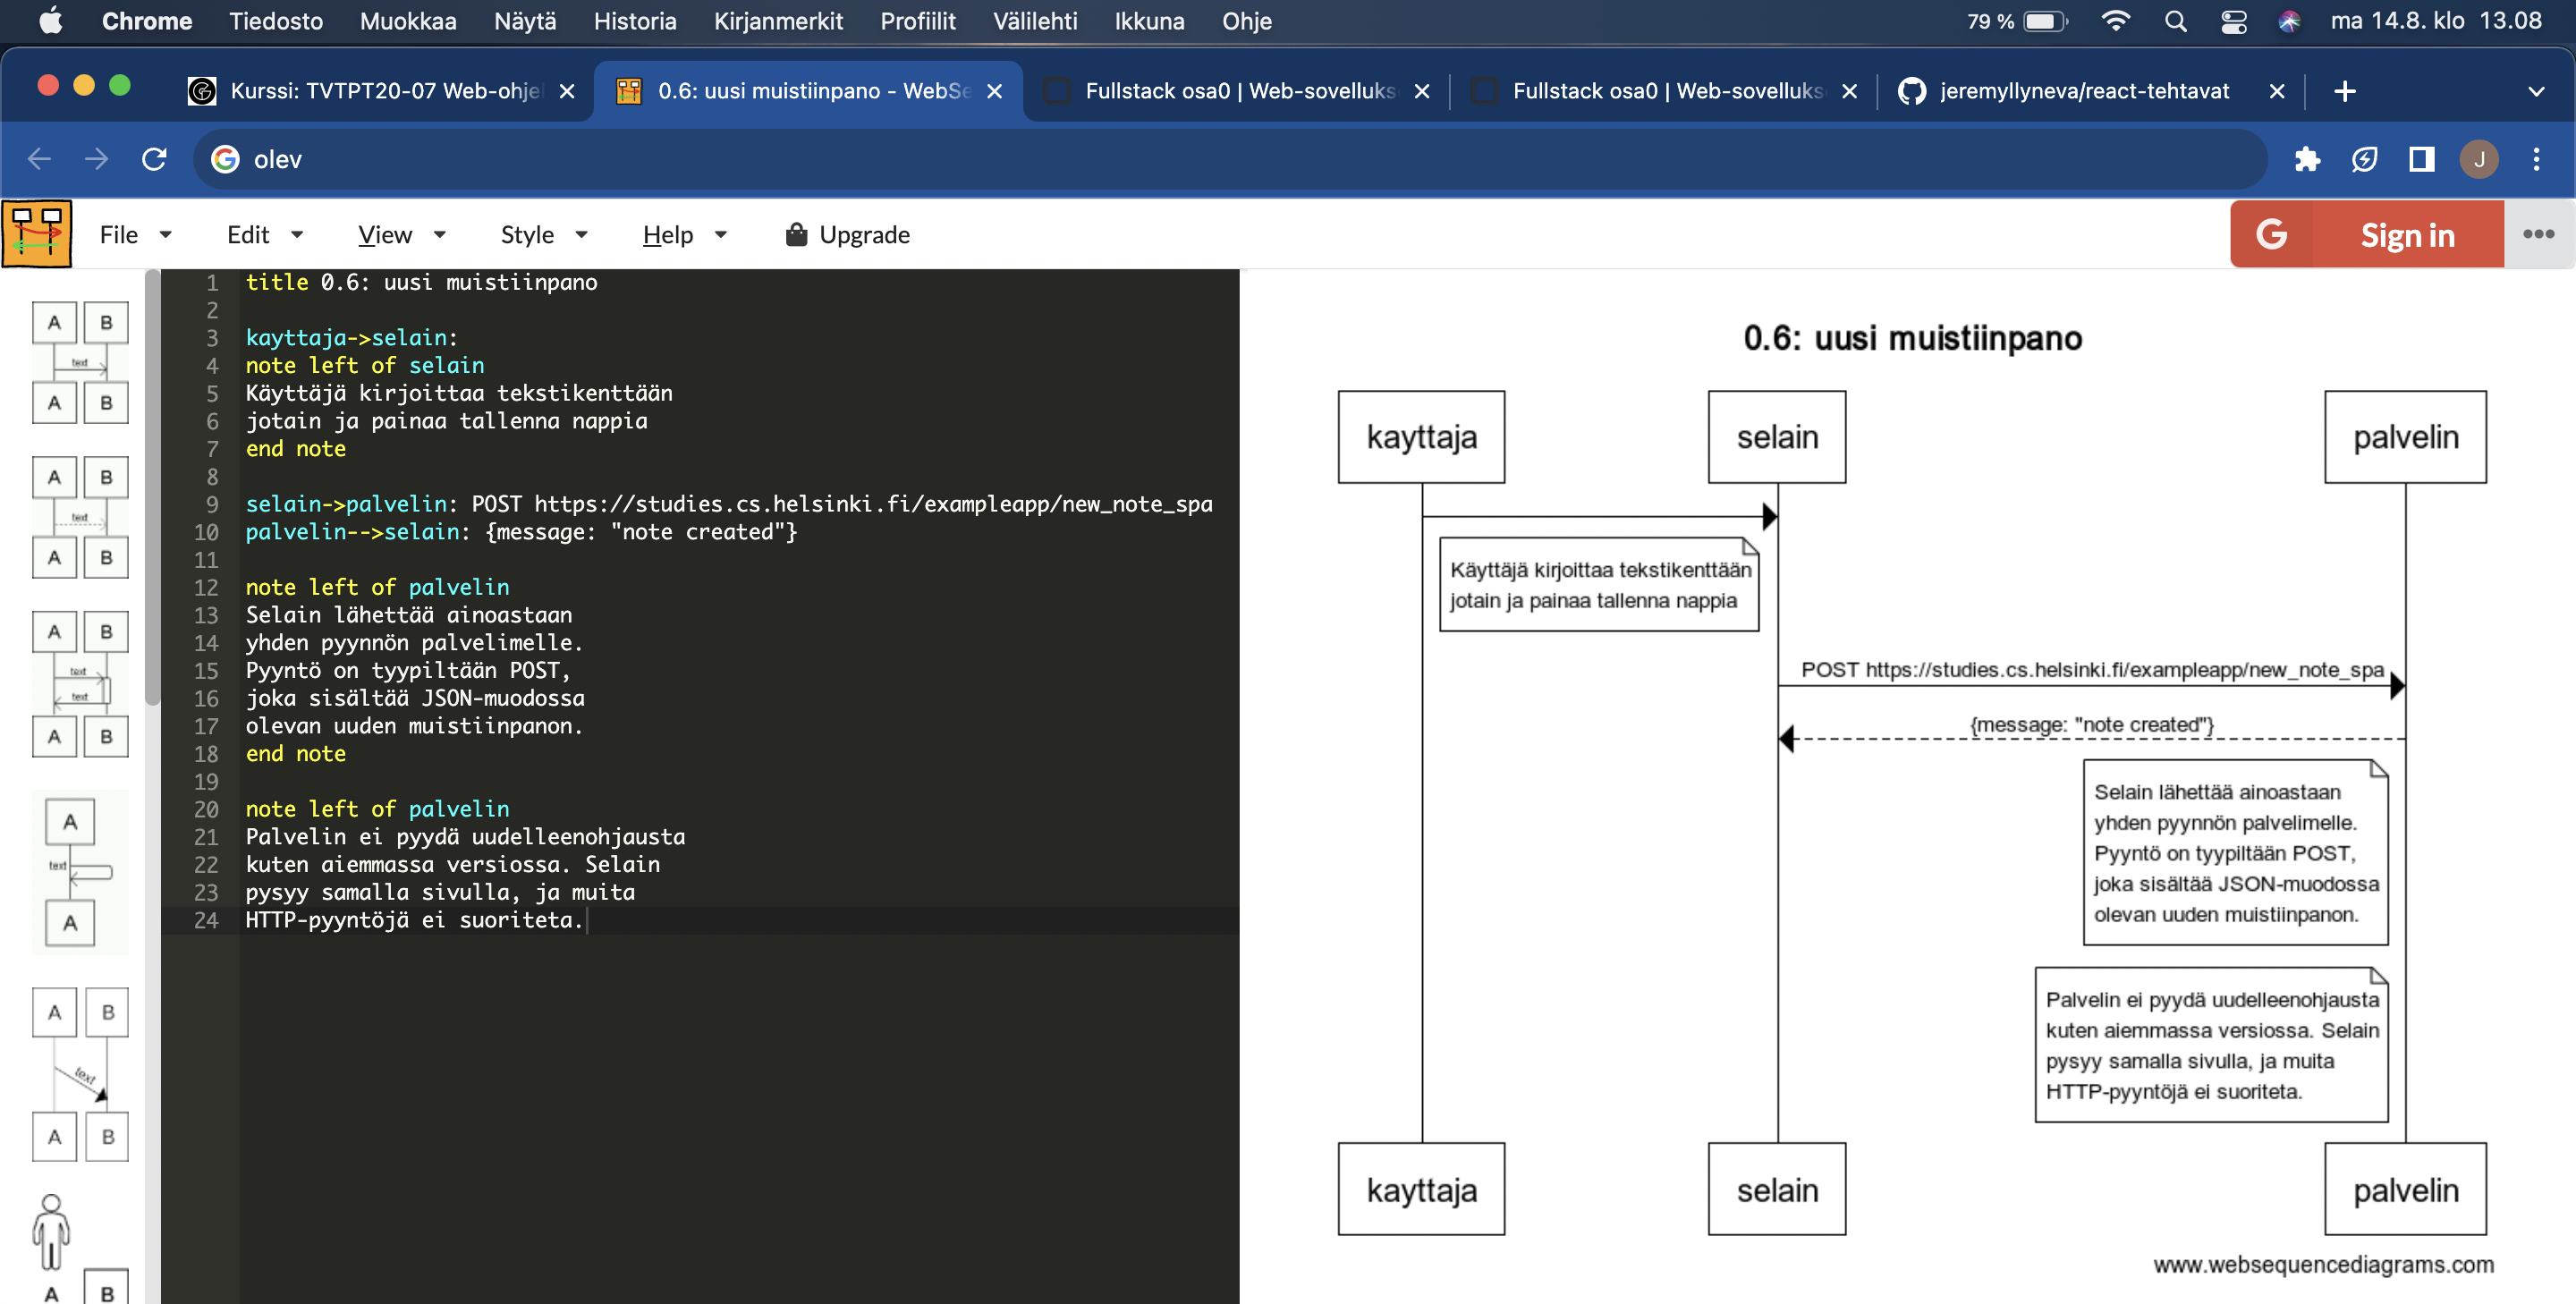 Chrome Tiedosto Muokkaa Näytä Historia Kirjanmerkit Profiilit Välilehti Ikkuna Ohje 79 % ma 14.8. klo 13.08
Kurssi: TVTPT20-07 Web-ohje 0.6: uusi muistiinpano - WebSe Fullstack osa0 | Web-sovelluks Fullstack osa0 | Web-sovelluks jeremyllyneva/react-tehtavat
G olev J
File Edit View Style Help Upgrade G Sign in
A B
text
A B
A B
text
A B
A B
text
text
A B
A
text
A
A B
text
A B
A B
1 title 0.6: uusi muistiinpano
2
3 kayttaja->selain:
4 note left of selain
5 Käyttäjä kirjoittaa tekstikenttään
6 jotain ja painaa tallenna nappia
7 end note
8
9 selain->palvelin: POST https://studies.cs.helsinki.fi/exampleapp/new_note_spa
10 palvelin-->selain: {message: "note created"}
11
12 note left of palvelin
13 Selain lähettää ainoastaan
14 yhden pyynnön palvelimelle.
15 Pyyntö on tyypiltään POST,
16 joka sisältää JSON-muodossa
17 olevan uuden muistiinpanon.
18 end note
19
20 note left of palvelin
21 Palvelin ei pyydä uudelleenohjausta
22 kuten aiemmassa versiossa. Selain
23 pysyy samalla sivulla, ja muita
24 HTTP-pyyntöjä ei suoriteta.
0.6: uusi muistiinpano
kayttaja selain palvelin
Käyttäjä kirjoittaa tekstikenttään
jotain ja painaa tallenna nappia
POST https://studies.cs.helsinki.fi/exampleapp/new_note_spa
{message: "note created"}
Selain lähettää ainoastaan
yhden pyynnön palvelimelle.
Pyyntö on tyypiltään POST,
joka sisältää JSON-muodossa
olevan uuden muistiinpanon.
Palvelin ei pyydä uudelleenohjausta
kuten aiemmassa versiossa. Selain
pysyy samalla sivulla, ja muita
HTTP-pyyntöjä ei suoriteta.
kayttaja selain palvelin
www.websequencediagrams.com